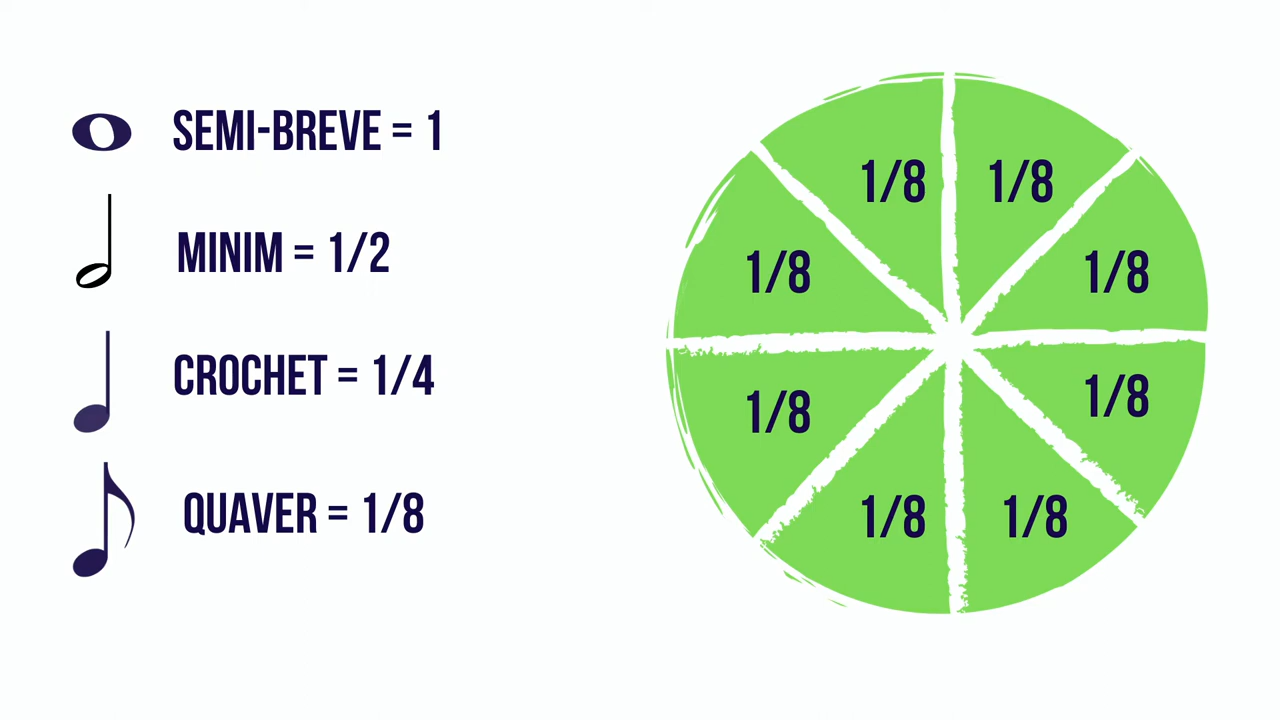 SEMI-BREVE = 1
MINIM = 1/2
CROCHET = 1/4
QUAVER = 1/8
1/8
1/8
1/8
1/8
1/8
1/8
1/8
1/8